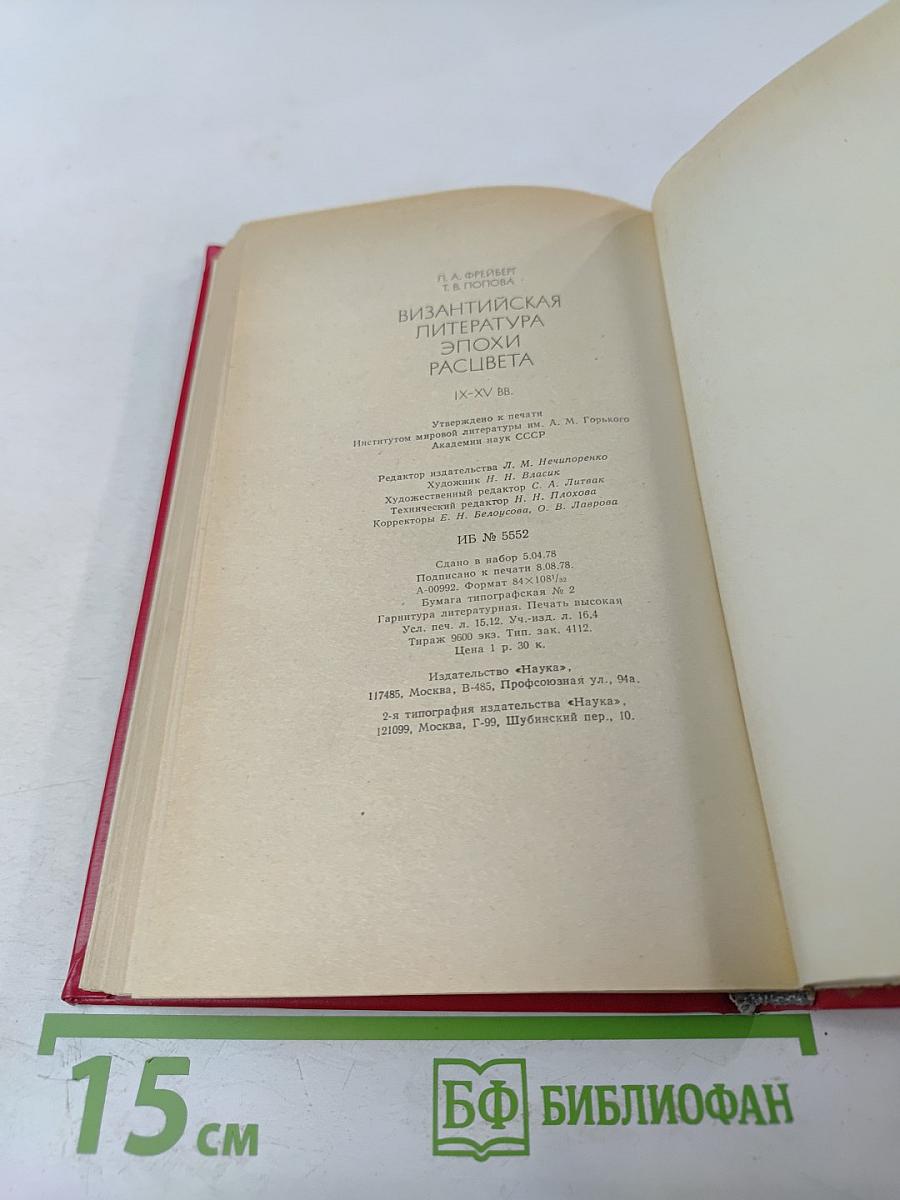 Л. А. ФРЕЙБЕРГ
Т. В. ПОПОВА
ВИЗАНТИЙСКАЯ
ЛИТЕРАТУРА
ЭПОХИ
РАСЦВЕТА
IX–XV ВВ.
Утверждено к печати
Институтом мировой литературы им. А. М. Горького
Академии наук СССР
Редактор издательства Л. М. Нечипоренко
Художник Н. Н. Власик
Художественный редактор С. А. Литвак
Технический редактор Н. Н. Плохова
Корректоры Е. Н. Белоусова, О. В. Лаврова
ИБ № 5552
Сдано в набор 5.04.78
Подписано к печати 8.08.78.
А-00992. Формат 84×108¹/₃₂
Бумага типографская № 2
Гарнитура литературная. Печать высокая
Усл. печ. л. 15,12. Уч.-изд. л. 16,4
Тираж 9600 экз. Тип. зак. 4112.
Цена 1 р. 30 к.
Издательство «Наука»,
117485, Москва, В-485, Профсоюзная ул., 94а.
2-я типография издательства «Наука»,
121099, Москва, Г-99, Шубинский пер., 10.
15 см
БФ БИБЛИОФАН